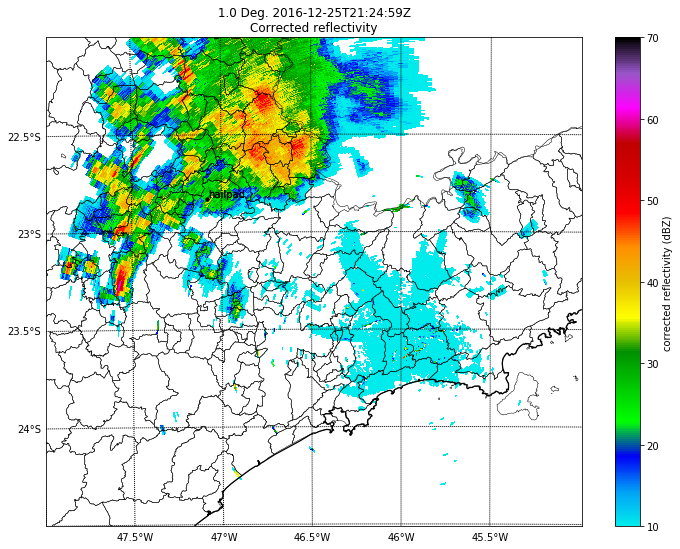 1.0 Deg. 2016-12-25T21:24:59Z
Corrected reflectivity
22.5°S
23°S
23.5°S
24°S
47.5°W
47°W
46.5°W
46°W
45.5°W
hailpad
70
60
50
40
30
20
10
corrected reflectivity (dBZ)